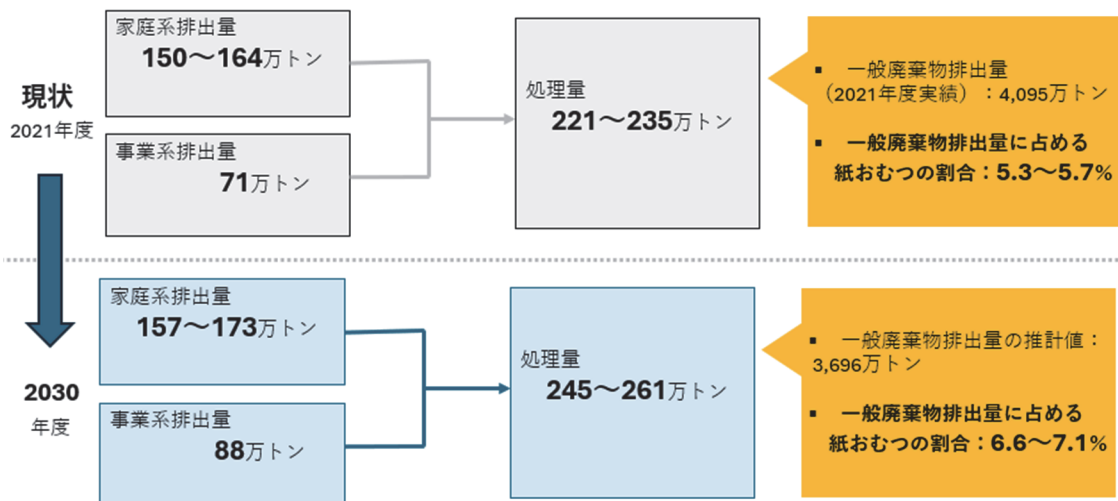 現状
2021年度
家庭系排出量
150～164万トン
事業系排出量
71万トン
処理量
221～235万トン
▪ 一般廃棄物排出量
（2021年度実績）：4,095万トン
▪ 一般廃棄物排出量に占める
紙おむつの割合：5.3～5.7%
2030
年度
家庭系排出量
157～173万トン
事業系排出量
88万トン
処理量
245～261万トン
▪ 一般廃棄物排出量の推計値：
3,696万トン
▪ 一般廃棄物排出量に占める
紙おむつの割合：6.6～7.1%